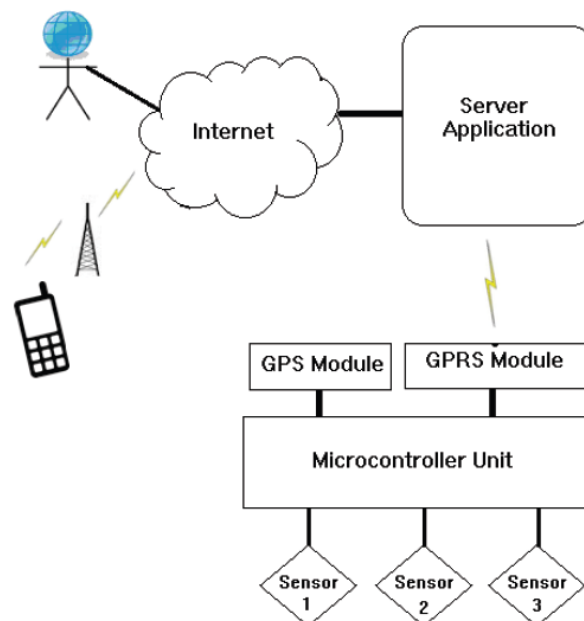 Internet
Server
Application
GPS Module
GPRS Module
Microcontroller Unit
Sensor
1
Sensor
2
Sensor
3